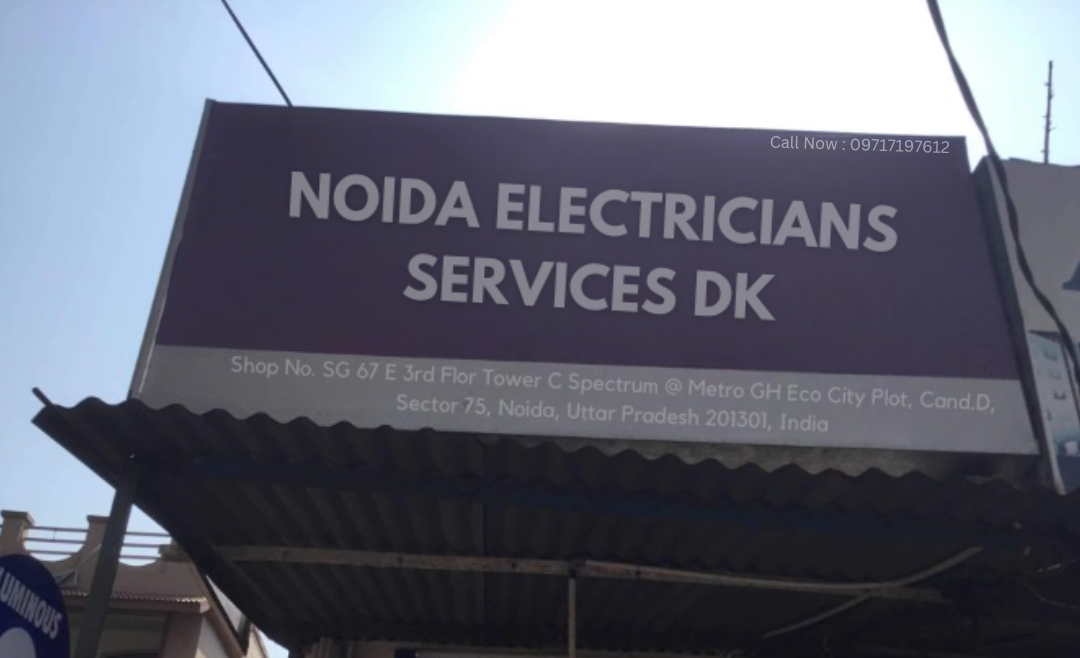 Call Now : 09717197612
NOIDA ELECTRICIANS
SERVICES DK
Shop No. SG 67 E 3rd Flor Tower C Spectrum @ Metro GH Eco City Plot, Cand.D,
Sector 75, Noida, Uttar Pradesh 201301, India
LUMINOUS